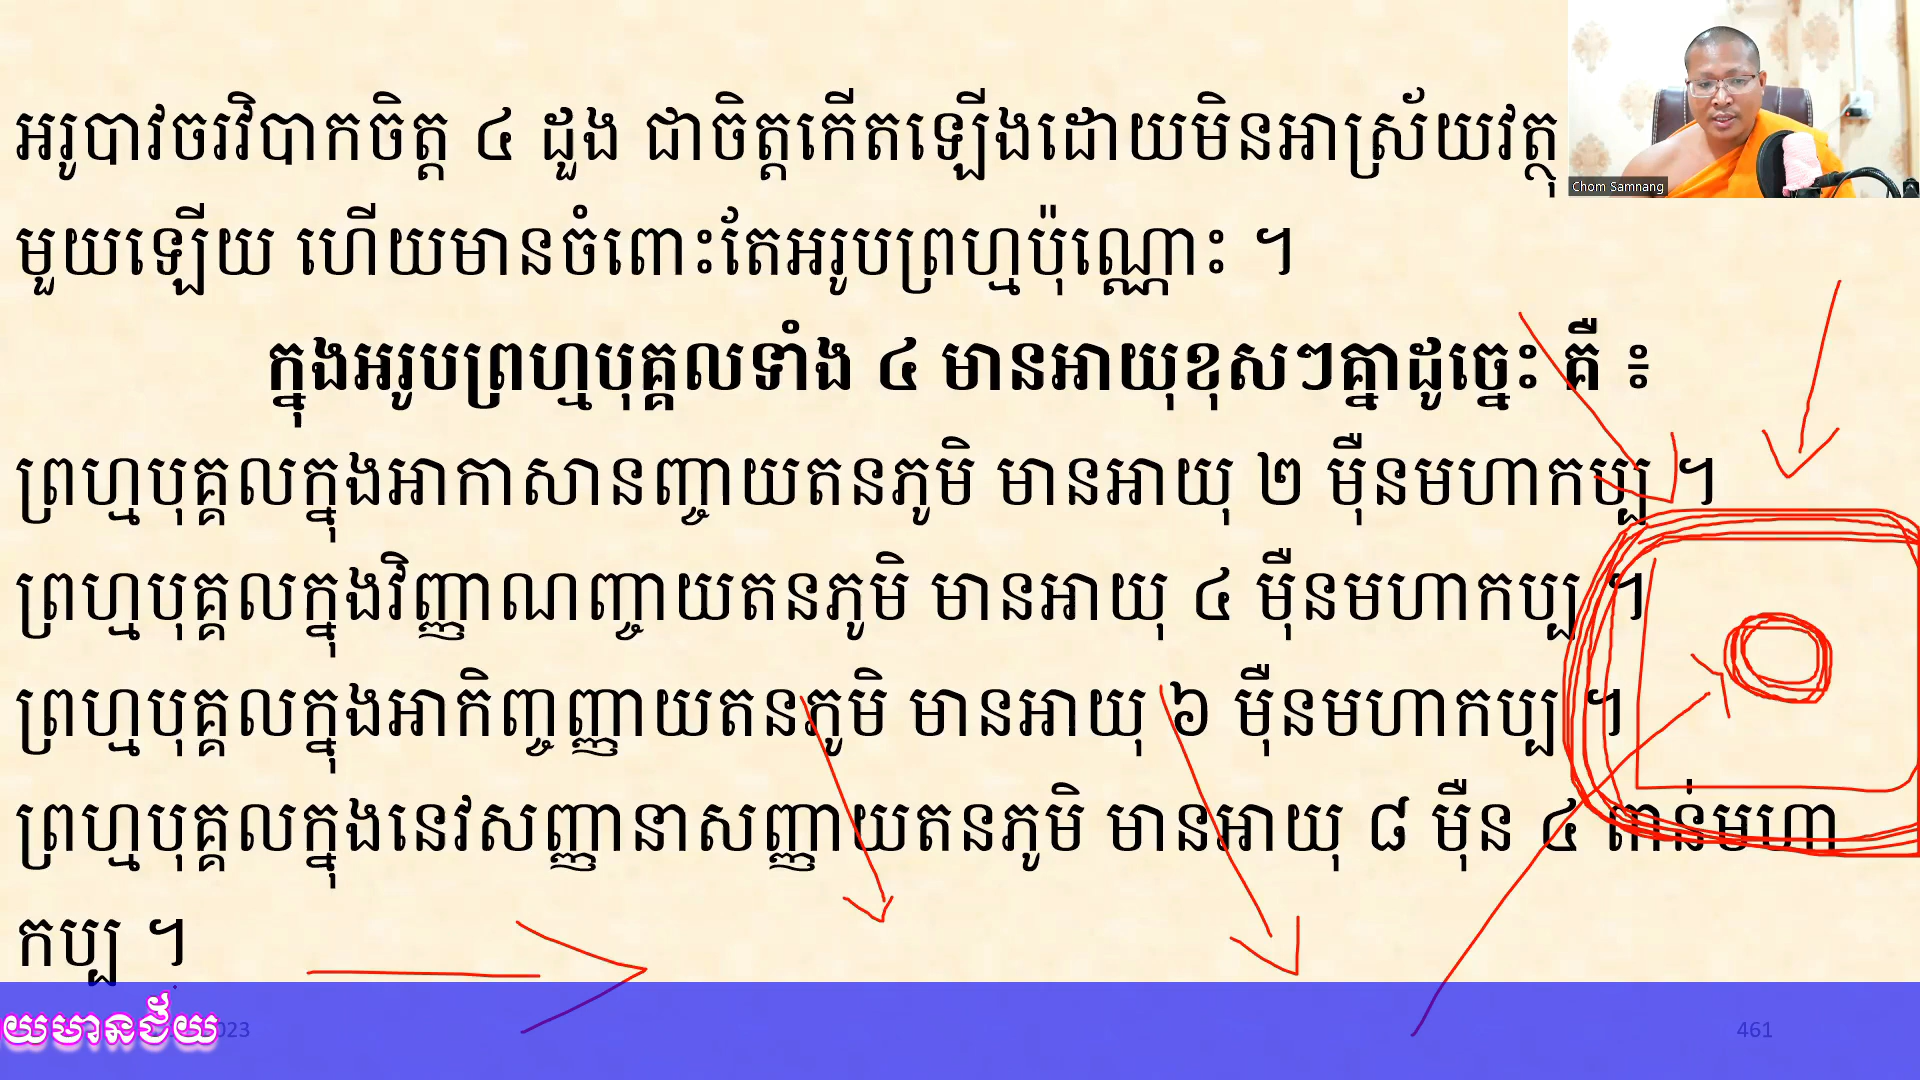 អរូបាវចរវិបាកចិត្ត ៤ ដួង ជាចិត្តកើតឡើងដោយមិនអាស្រ័យវត្ថុ
Chom Samnang
មួយឡើយ ហើយមានចំពោះតែអរូបព្រហ្មប៉ុណ្ណោះ ។
ក្នុងអរូបព្រហ្មបុគ្គលទាំង ៤ មានអាយុខុសៗគ្នាដូច្នេះ គឺ ៖
ព្រហ្មបុគ្គលក្នុងអាកាសានញ្ចាយតនភូមិ មានអាយុ ២ ម៉ឺនមហាកប្ប ។
ព្រហ្មបុគ្គលក្នុងវិញ្ញាណញ្ចាយតនភូមិ មានអាយុ ៤ ម៉ឺនមហាកប្ប ។
ព្រហ្មបុគ្គលក្នុងអាកិញ្ចញ្ញាយតនភូមិ មានអាយុ ៦ ម៉ឺនមហាកប្ប ។
ព្រហ្មបុគ្គលក្នុងនេវសញ្ញានាសញ្ញាយតនភូមិ មានអាយុ ៨ ម៉ឺន ៤ ពាន់មហា
កប្ប ។
យមានជ័យ 023
461